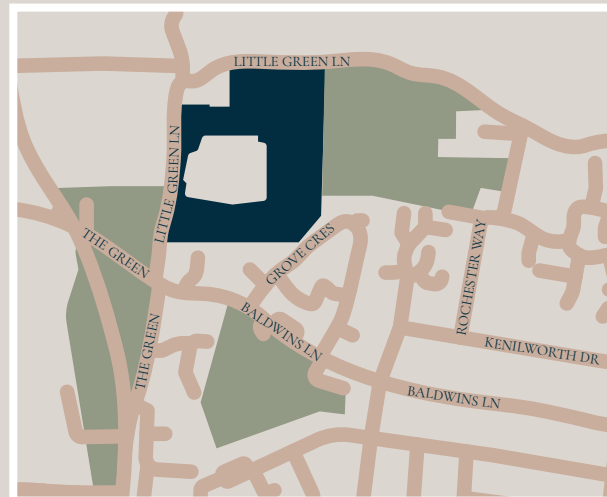 LITTLE GREEN LN
LITTLE GREEN LN
THE GREEN
GROVE CRES
ROCHESTER WAY
THE GREEN
BALDWINS LN
KENILWORTH DR
BALDWINS LN